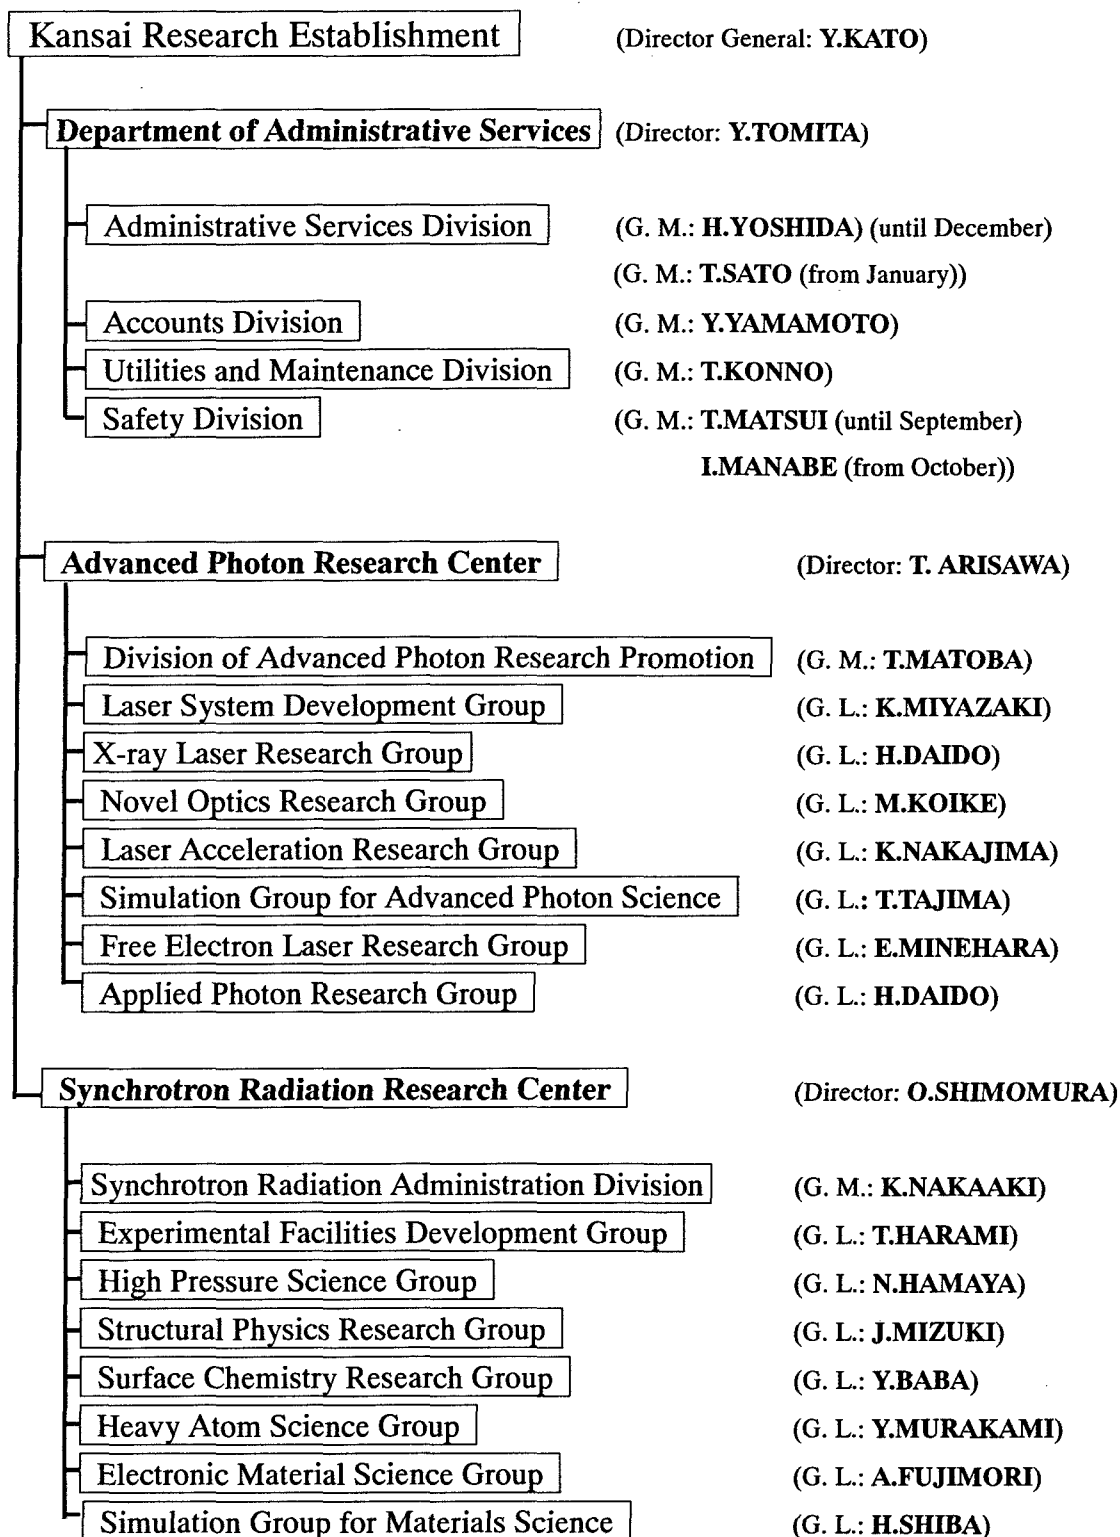 Kansai Research Establishment (Director General: Y.KATO)
Department of Administrative Services (Director: Y.TOMITA)
Administrative Services Division (G. M.: H.YOSHIDA) (until December)
(G. M.: T.SATO (from January))
Accounts Division (G. M.: Y.YAMAMOTO)
Utilities and Maintenance Division (G. M.: T.KONNO)
Safety Division (G. M.: T.MATSUI (until September)
I.MANABE (from October))
Advanced Photon Research Center (Director: T. ARISAWA)
Division of Advanced Photon Research Promotion (G. M.: T.MATOBA)
Laser System Development Group (G. L.: K.MIYAZAKI)
X-ray Laser Research Group (G. L.: H.DAIDO)
Novel Optics Research Group (G. L.: M.KOIKE)
Laser Acceleration Research Group (G. L.: K.NAKAJIMA)
Simulation Group for Advanced Photon Science (G. L.: T.TAJIMA)
Free Electron Laser Research Group (G. L.: E.MINEHARA)
Applied Photon Research Group (G. L.: H.DAIDO)
Synchrotron Radiation Research Center (Director: O.SHIMOMURA)
Synchrotron Radiation Administration Division (G. M.: K.NAKAAKI)
Experimental Facilities Development Group (G. L.: T.HARAMI)
High Pressure Science Group (G. L.: N.HAMAYA)
Structural Physics Research Group (G. L.: J.MIZUKI)
Surface Chemistry Research Group (G. L.: Y.BABA)
Heavy Atom Science Group (G. L.: Y.MURAKAMI)
Electronic Material Science Group (G. L.: A.FUJIMORI)
Simulation Group for Materials Science (G. L.: H.SHIBA)